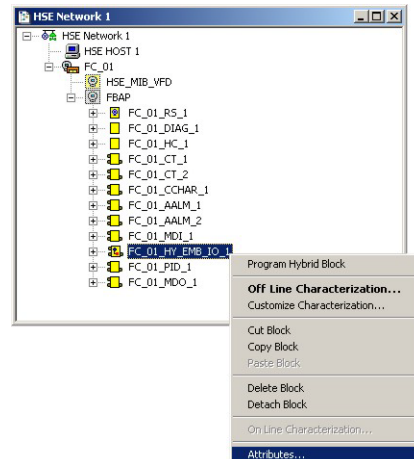 HSE Network 1
HSE Network 1
HSE HOST 1
FC_01
HSE_MIB_VFD
FBAP
FC_01_RS_1
FC_01_DIAG_1
FC_01_HC_1
FC_01_CT_1
FC_01_CT_2
FC_01_CCHAR_1
FC_01_AALM_1
FC_01_AALM_2
FC_01_MDI_1
FC_01_HY_EMB_IO_1
FC_01_PID_1
FC_01_MDO_1
Program Hybrid Block
Off Line Characterization...
Customize Characterization...
Cut Block
Copy Block
Paste Block
Delete Block
Detach Block
On Line Characterization...
Attributes...